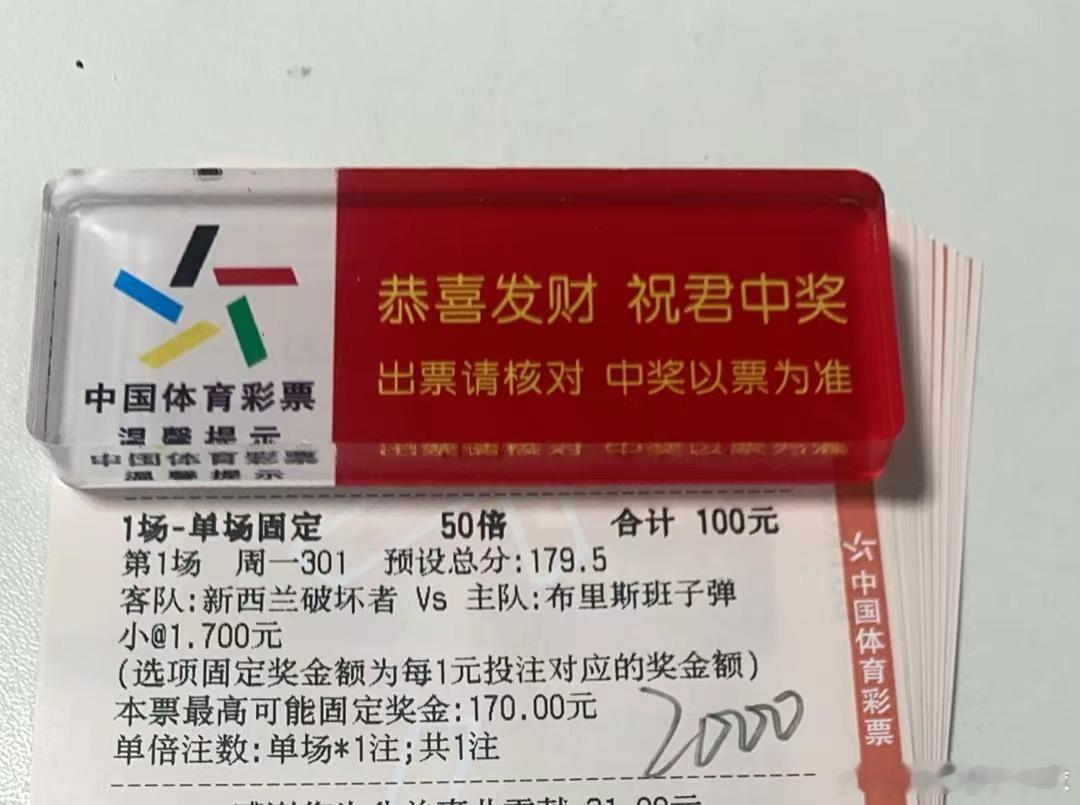 恭喜发财 祝君中奖
出票请核对 中奖以票为准
中国体育彩票
温馨提示
1场-单场固定 50倍 合计 100元
第1场 周一301 预设总分:179.5
客队:新西兰破坏者 Vs 主队:布里斯班子弹
小@1.700元
(选项固定奖金额为每1元投注对应的奖金额)
本票最高可能固定奖金:170.00元
单倍注数:单场*1注;共1注
2000
中国体育彩票